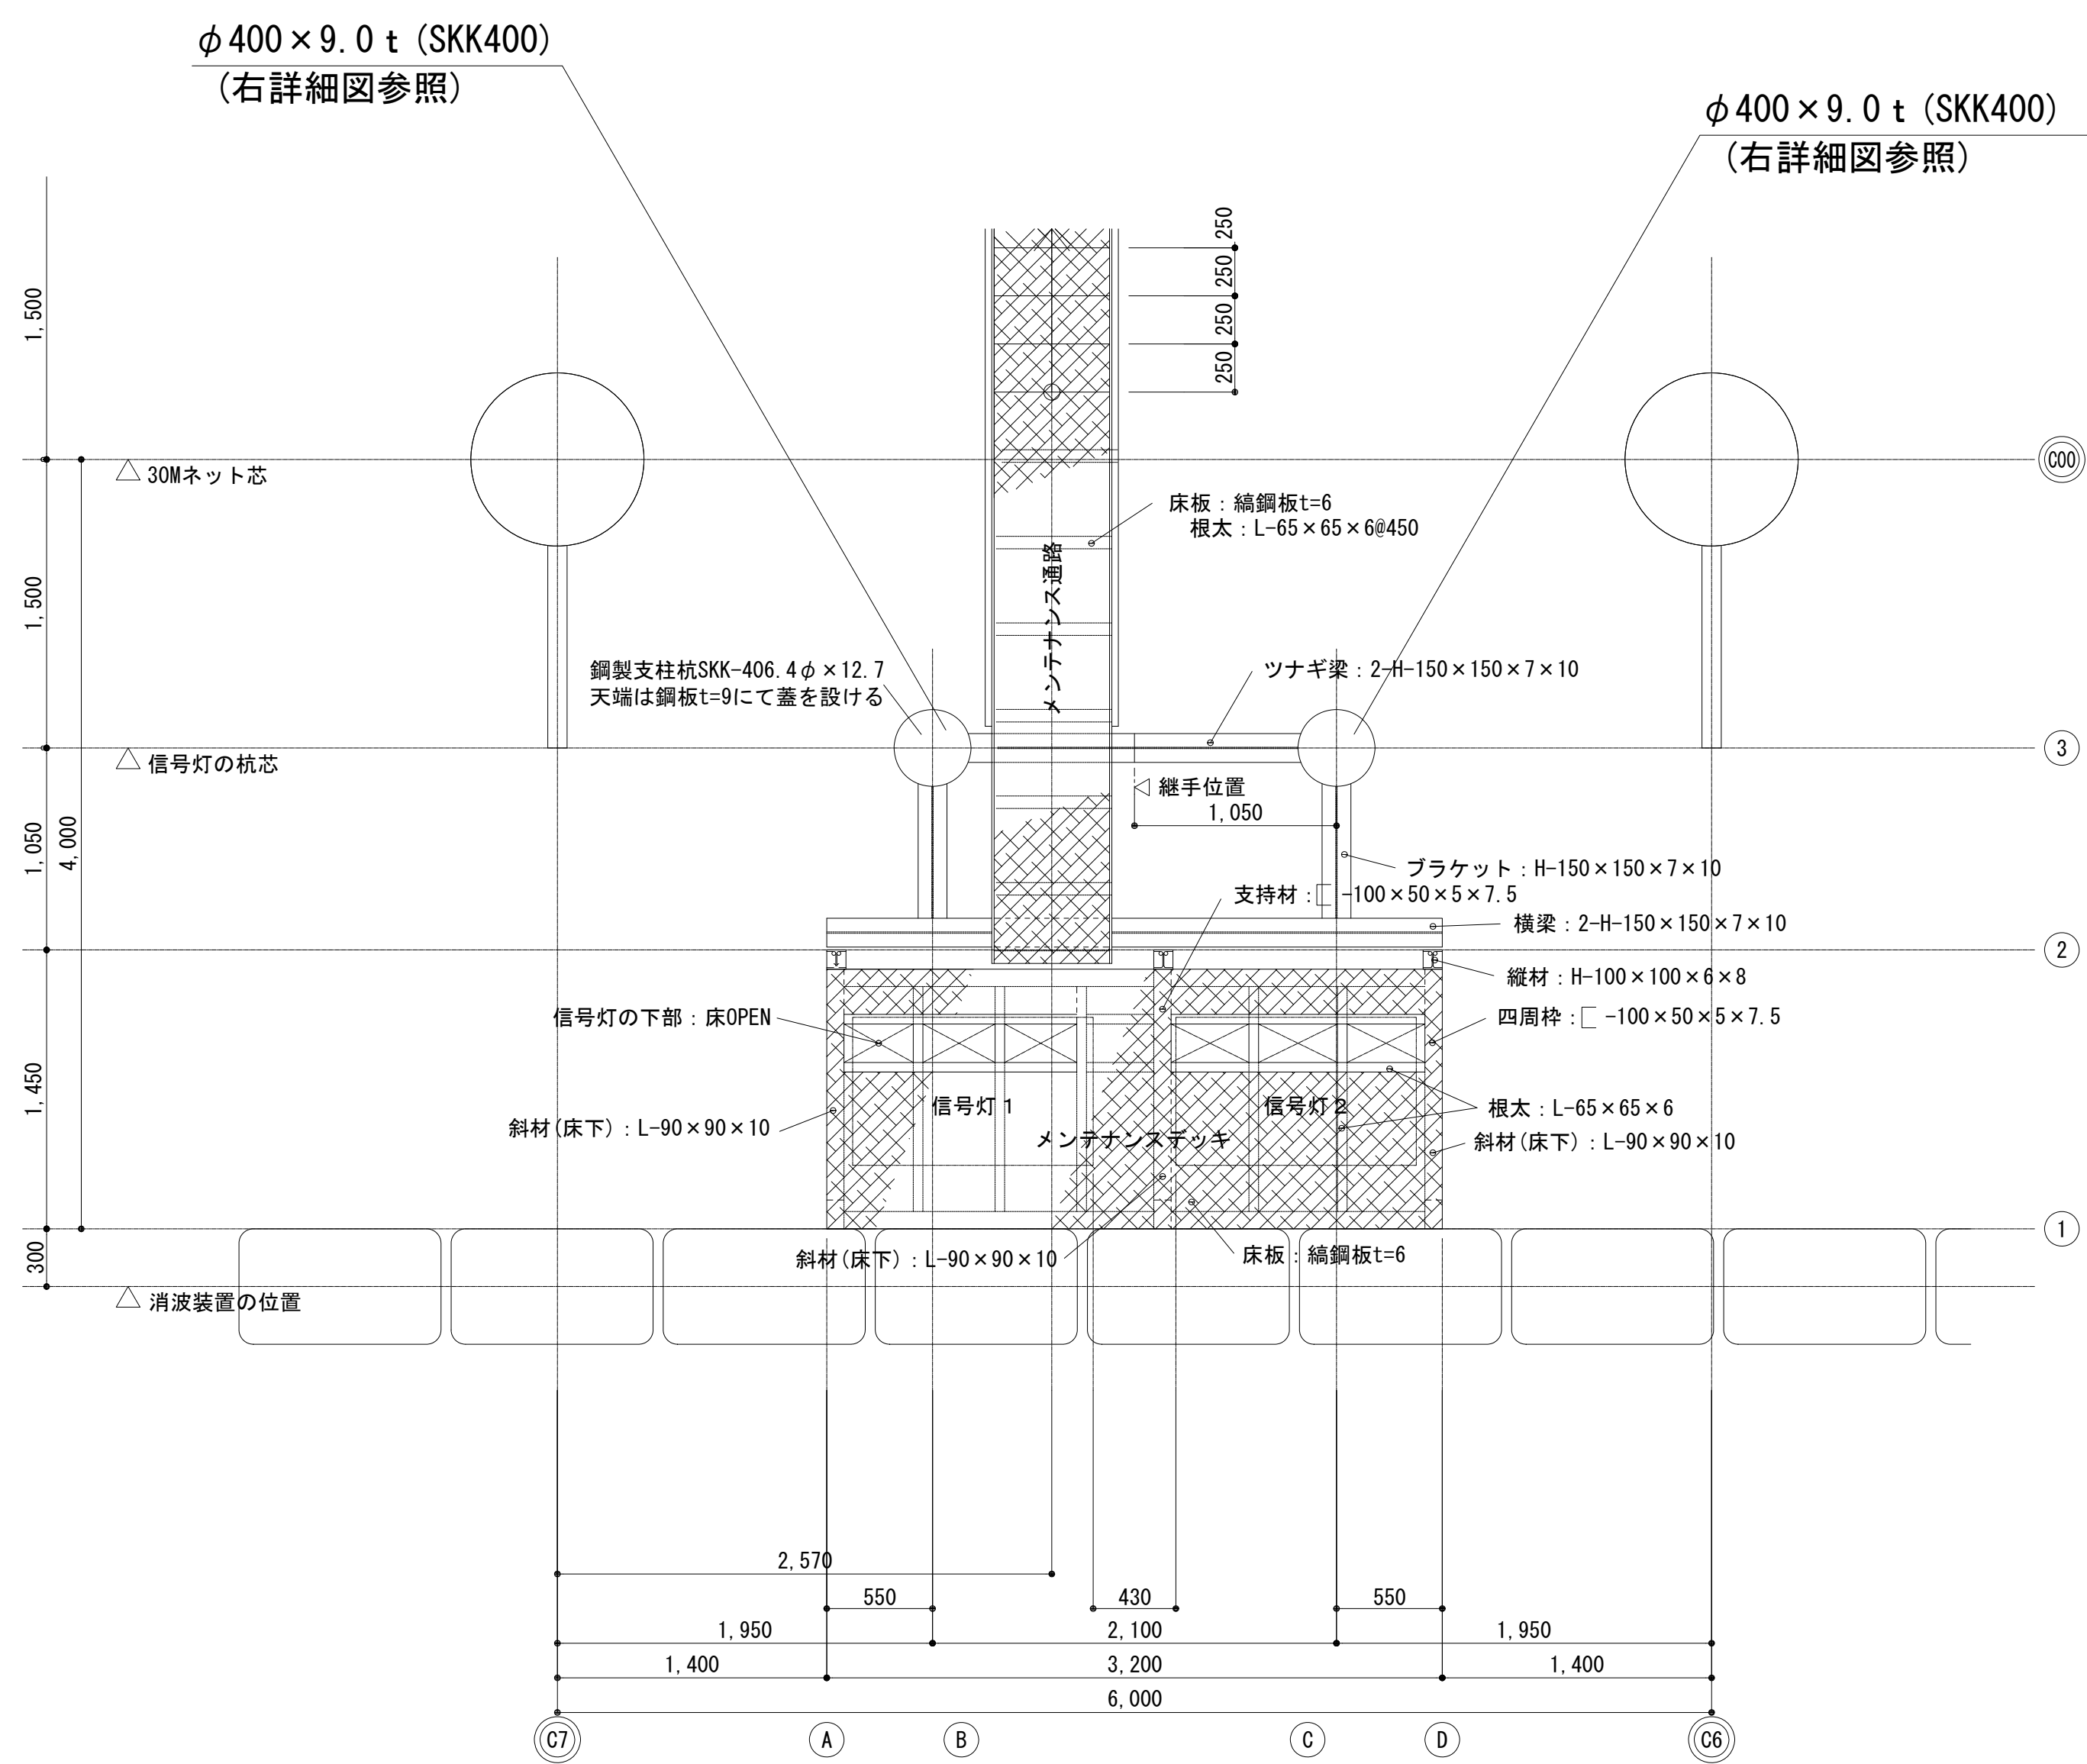 φ400×9.0ｔ(SKK400)
(右詳細図参照)
φ400×9.0ｔ(SKK400)
(右詳細図参照)
250
250
250
250
1,500
1,500
1,050
4,000
1,450
300
30Mネット芯
C00
床板：縞鋼板t=6
根太：L-65×65×6@450
メンテナンス通路
鋼製支柱杭SKK-406.4φ×12.7
天端は鋼板t=9にて蓋を設ける
ツナギ梁：2-H-150×150×7×10
信号灯の杭芯
3
継手位置
1,050
ブラケット：H-150×150×7×10
支持材：[ -100×50×5×7.5
横梁：2-H-150×150×7×10
2
縦材：H-100×100×6×8
信号灯の下部：床OPEN
四周枠：[ -100×50×5×7.5
信号灯１
信号灯２
根太：L-65×65×6
斜材(床下)：L-90×90×10
メンテナンスデッキ
斜材(床下)：L-90×90×10
1
斜材(床下)：L-90×90×10
床板：縞鋼板t=6
消波装置の位置
2,570
550
430
550
1,950
2,100
1,950
1,400
3,200
1,400
6,000
C7
A
B
C
D
C6